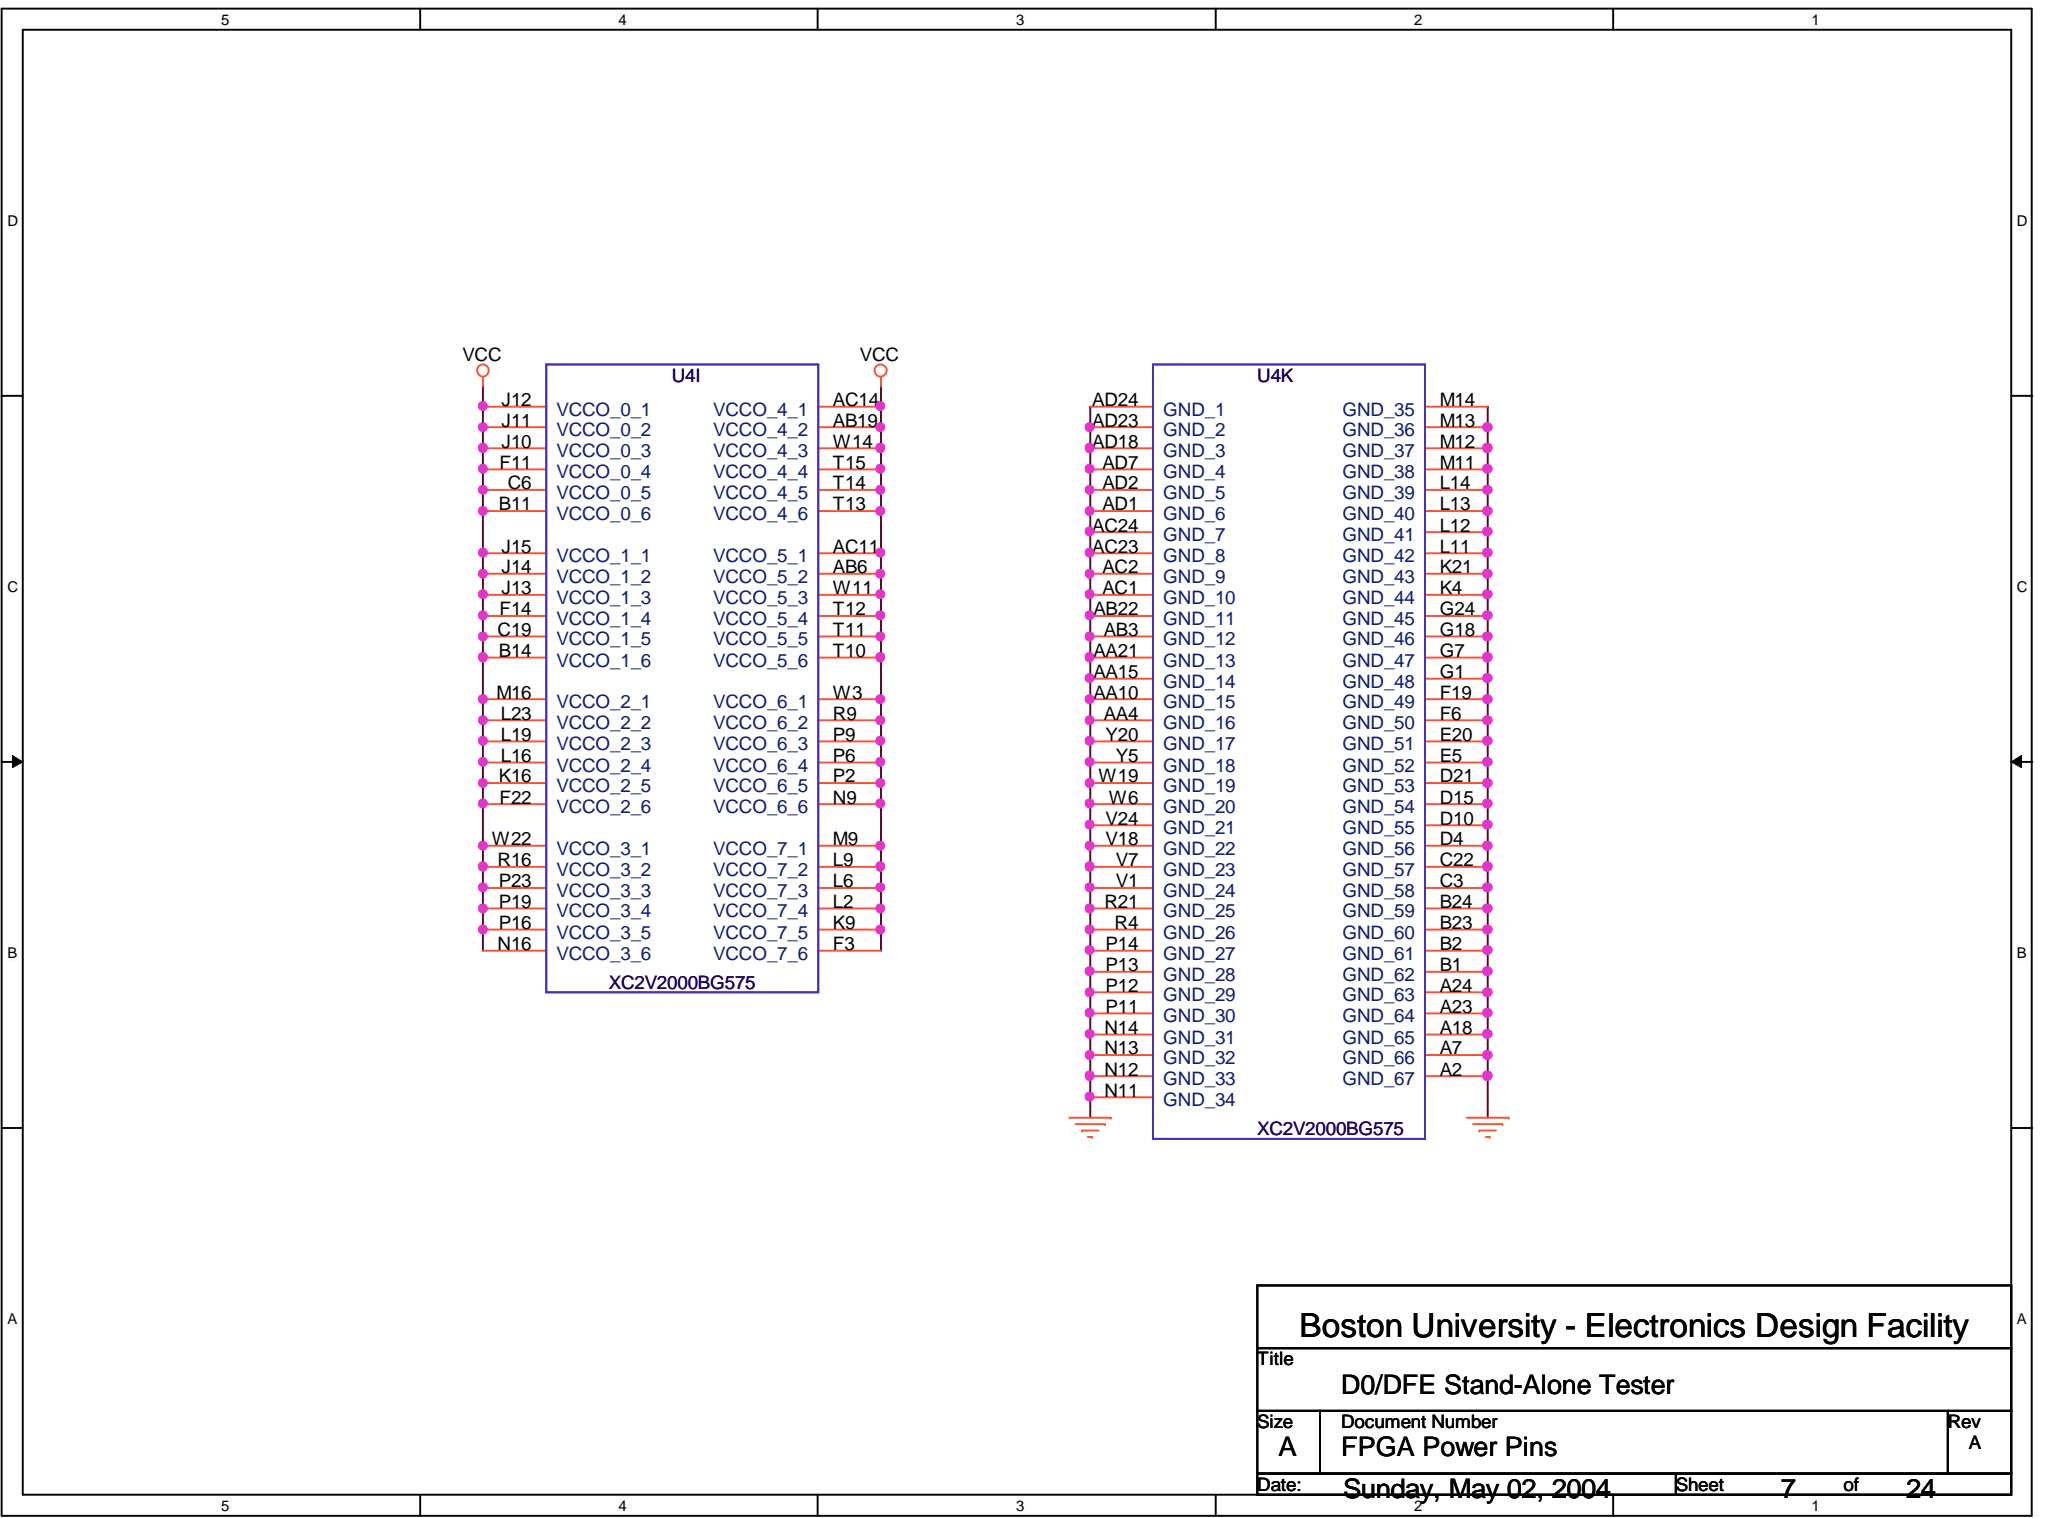 5 4 3 2 1
D D
VCC VCC
U4I U4K
J12 VCCO_0_1 VCCO_4_1 AC14 AD24 GND_1 GND_35 M14
J11 VCCO_0_2 VCCO_4_2 AB19 AD23 GND_2 GND_36 M13
J10 VCCO_0_3 VCCO_4_3 W14 AD18 GND_3 GND_37 M12
F11 VCCO_0_4 VCCO_4_4 T15 AD7 GND_4 GND_38 M11
C6 VCCO_0_5 VCCO_4_5 T14 AD2 GND_5 GND_39 L14
B11 VCCO_0_6 VCCO_4_6 T13 AD1 GND_6 GND_40 L13
AC24 GND_7 GND_41 L12
J15 VCCO_1_1 VCCO_5_1 AC11 AC23 GND_8 GND_42 L11
J14 VCCO_1_2 VCCO_5_2 AB6 AC2 GND_9 GND_43 K21
C J13 VCCO_1_3 VCCO_5_3 W11 AC1 GND_10 GND_44 K4 C
F14 VCCO_1_4 VCCO_5_4 T12 AB22 GND_11 GND_45 G24
C19 VCCO_1_5 VCCO_5_5 T11 AB3 GND_12 GND_46 G18
B14 VCCO_1_6 VCCO_5_6 T10 AA21 GND_13 GND_47 G7
AA15 GND_14 GND_48 G1
M16 VCCO_2_1 VCCO_6_1 W3 AA10 GND_15 GND_49 F19
L23 VCCO_2_2 VCCO_6_2 R9 AA4 GND_16 GND_50 F6
L19 VCCO_2_3 VCCO_6_3 P9 Y20 GND_17 GND_51 E20
L16 VCCO_2_4 VCCO_6_4 P6 Y5 GND_18 GND_52 E5
K16 VCCO_2_5 VCCO_6_5 P2 W19 GND_19 GND_53 D21
F22 VCCO_2_6 VCCO_6_6 N9 W6 GND_20 GND_54 D15
V24 GND_21 GND_55 D10
W22 VCCO_3_1 VCCO_7_1 M9 V18 GND_22 GND_56 D4
R16 VCCO_3_2 VCCO_7_2 L9 V7 GND_23 GND_57 C22
P23 VCCO_3_3 VCCO_7_3 L6 V1 GND_24 GND_58 C3
P19 VCCO_3_4 VCCO_7_4 L2 R21 GND_25 GND_59 B24
P16 VCCO_3_5 VCCO_7_5 K9 R4 GND_26 GND_60 B23
B N16 VCCO_3_6 VCCO_7_6 F3 P14 GND_27 GND_61 B2 B
P13 GND_28 GND_62 B1
XC2V2000BG575 P12 GND_29 GND_63 A24
P11 GND_30 GND_64 A23
N14 GND_31 GND_65 A18
N13 GND_32 GND_66 A7
N12 GND_33 GND_67 A2
N11 GND_34
XC2V2000BG575
A A
Boston University - Electronics Design Facility
Title
D0/DFE Stand-Alone Tester
Size Document Number Rev
A FPGA Power Pins A
Date: Sunday, May 02, 2004 Sheet 7 of 24
5 4 3 2 1